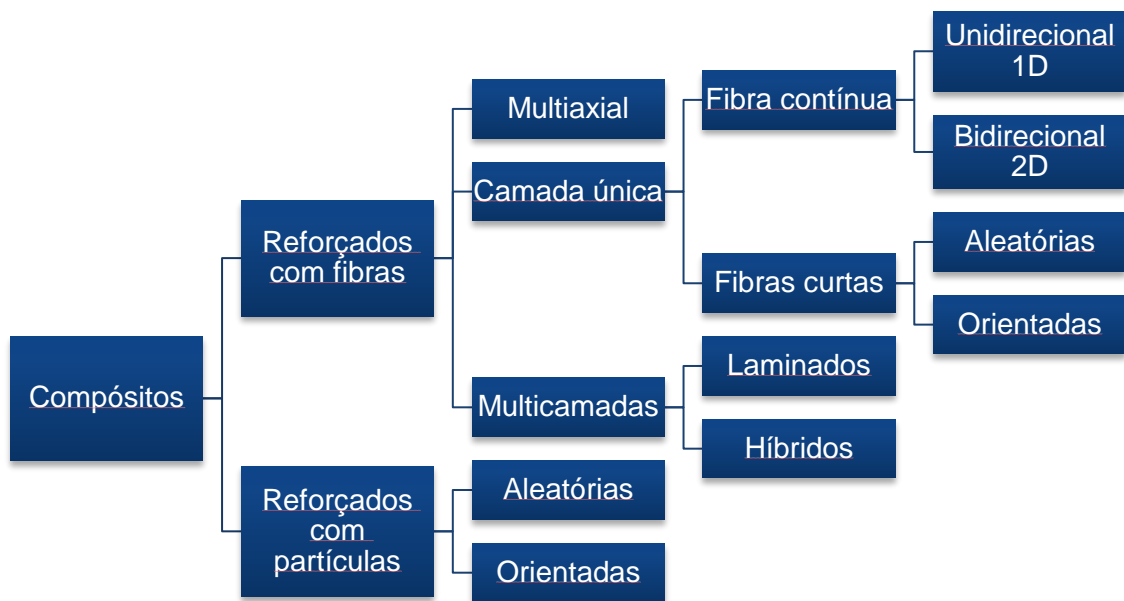 Compósitos
Reforçados
com fibras
Reforçados
com
partículas
Multiaxial
Camada única
Multicamadas
Aleatórias
Orientadas
Fibra contínua
Fibras curtas
Laminados
Híbridos
Unidirecional
1D
Bidirecional
2D
Aleatórias
Orientadas